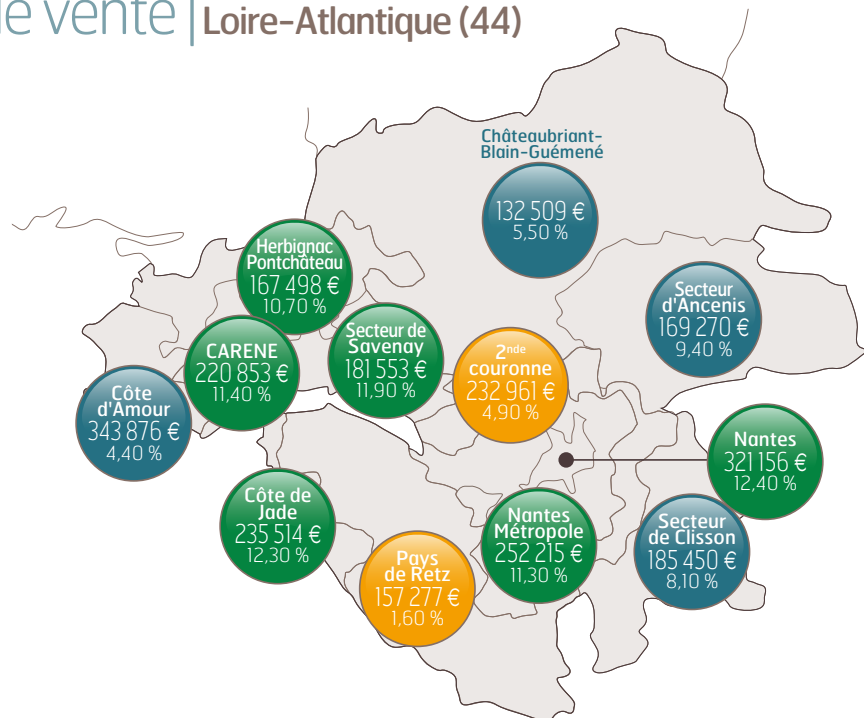 le vente | Loire-Atlantique (44)
Châteaubriant-
Blain-Guémené
132 509 €
5,50 %
Herbignac
Pontchâteau
167 498 €
10,70 %
Secteur
d'Ancenis
169 270 €
9,40 %
CARENE
220 853 €
11,40 %
Secteur de
Savenay
181 553 €
11,90 %
2nde
couronne
232 961 €
4,90 %
Côte
d'Amour
343 876 €
4,40 %
Nantes
321 156 €
12,40 %
Côte de
Jade
235 514 €
12,30 %
Nantes
Métropole
252 215 €
11,30 %
Secteur
de Clisson
185 450 €
8,10 %
Pays
de Retz
157 277 €
1,60 %